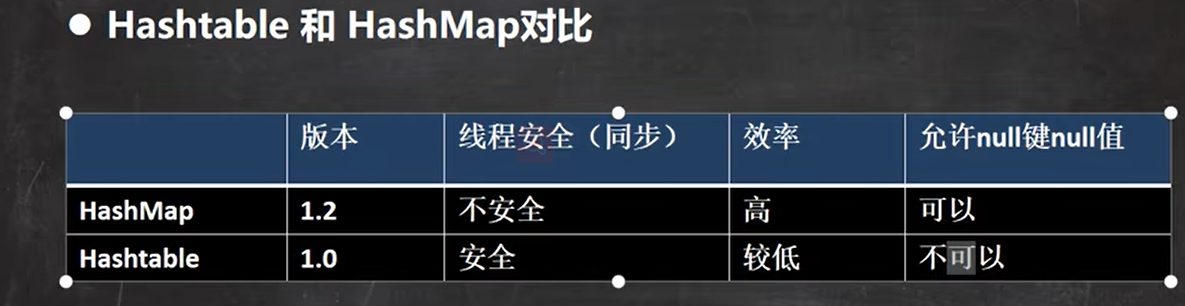 ● Hashtable 和 HashMap对比
版本 线程安全（同步） 效率 允许null键null值
HashMap 1.2 不安全 高 可以
Hashtable 1.0 安全 较低 不可以